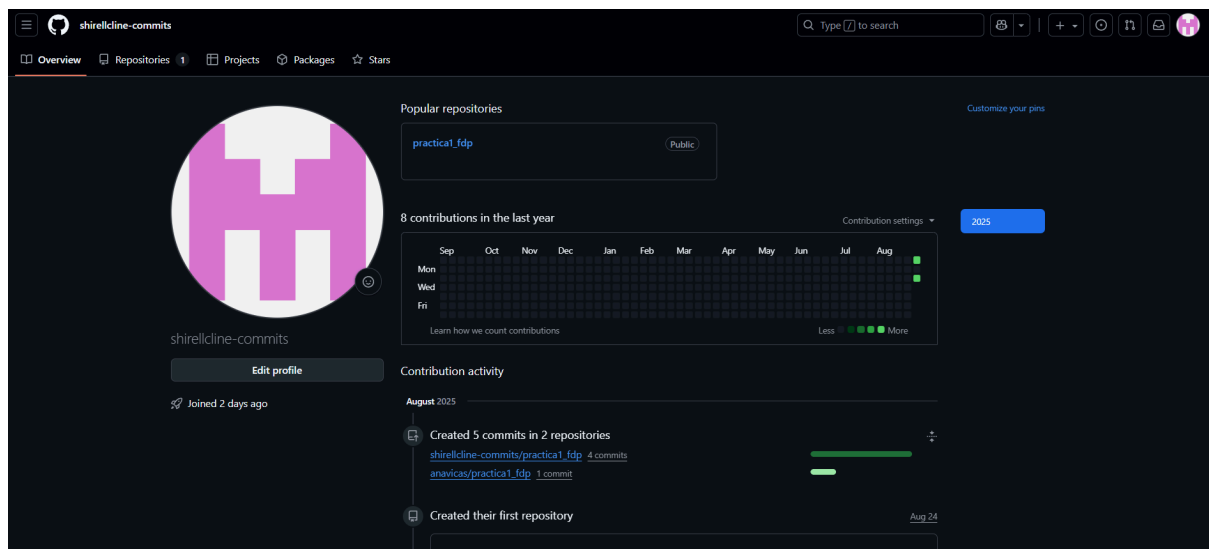 shirellcline-commits
Type / to search
Overview
Repositories 1
Projects
Packages
Stars
Popular repositories
Customize your pins
practica1_fdp
Public
8 contributions in the last year
Contribution settings
2025
Sep Oct Nov Dec Jan Feb Mar Apr May Jun Jul Aug
Mon
Wed
Fri
Learn how we count contributions
Less More
shirellcline-commits
Edit profile
Joined 2 days ago
Contribution activity
August 2025
Created 5 commits in 2 repositories
shirellcline-commits/practica1_fdp 4 commits
anavicas/practica1_fdp 1 commit
Created their first repository
Aug 24